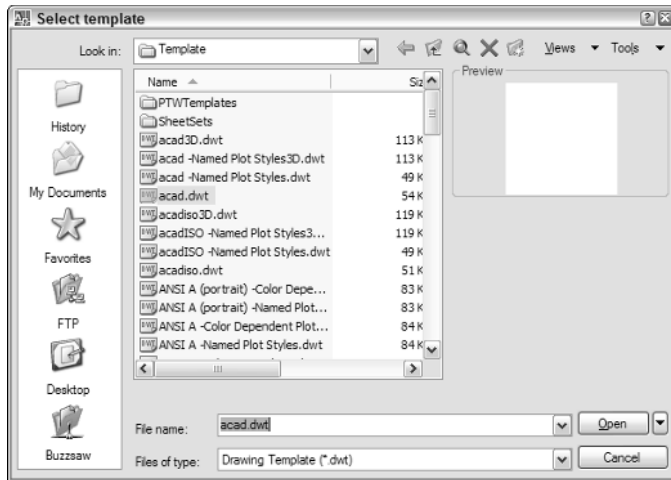 Select template
Look in: Template Views Tools
Name Siz
PTWTemplates
SheetSets
acad3D.dwt 113 K
acad -Named Plot Styles3D.dwt 113 K
acad -Named Plot Styles.dwt 49 K
acad.dwt 54 K
acadiso3D.dwt 119 K
acadISO -Named Plot Styles3... 119 K
acadISO -Named Plot Styles.dwt 49 K
acadiso.dwt 51 K
ANSI A (portrait) -Color Depe... 83 K
ANSI A (portrait) -Named Plot... 83 K
ANSI A -Color Dependent Plot... 84 K
ANSI A -Named Plot Styles.dwt 84 K
Preview
History
My Documents
Favorites
FTP
Desktop
Buzzsaw
File name: acad.dwt Open
Files of type: Drawing Template (*.dwt) Cancel